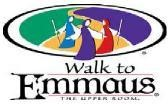 Walk to
Emmaus
THE UPPER ROOM.